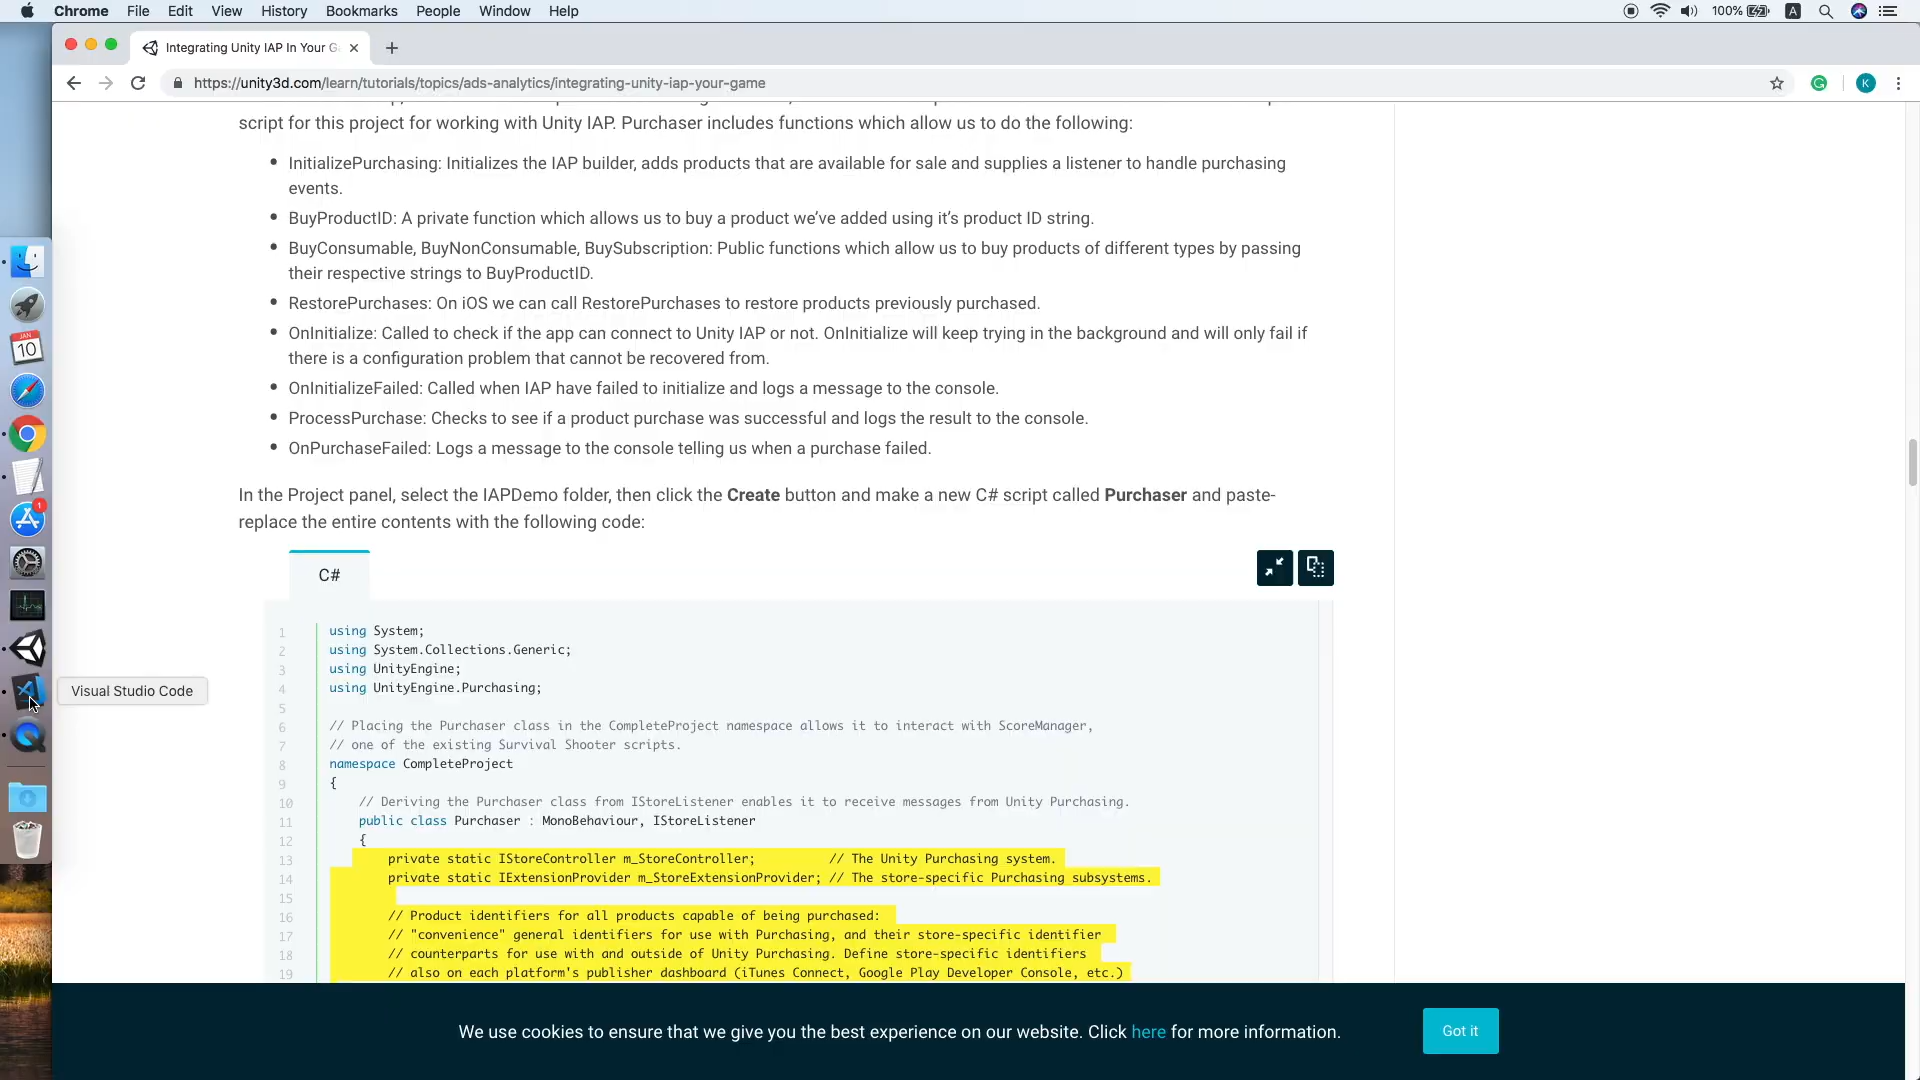 Chrome File Edit View History Bookmarks People Window Help
100%
A
Integrating Unity IAP In Your G
https://unity3d.com/learn/tutorials/topics/ads-analytics/integrating-unity-iap-your-game
K
script for this project for working with Unity IAP. Purchaser includes functions which allow us to do the following:
InitializePurchasing: Initializes the IAP builder, adds products that are available for sale and supplies a listener to handle purchasing
events.
BuyProductID: A private function which allows us to buy a product we’ve added using it’s product ID string.
BuyConsumable, BuyNonConsumable, BuySubscription: Public functions which allow us to buy products of different types by passing
their respective strings to BuyProductID.
RestorePurchases: On iOS we can call RestorePurchases to restore products previously purchased.
OnInitialize: Called to check if the app can connect to Unity IAP or not. OnInitialize will keep trying in the background and will only fail if
there is a configuration problem that cannot be recovered from.
OnInitializeFailed: Called when IAP have failed to initialize and logs a message to the console.
ProcessPurchase: Checks to see if a product purchase was successful and logs the result to the console.
OnPurchaseFailed: Logs a message to the console telling us when a purchase failed.
In the Project panel, select the IAPDemo folder, then click the Create button and make a new C# script called Purchaser and paste-
replace the entire contents with the following code:
C#
1 using System;
2 using System.Collections.Generic;
3 using UnityEngine;
4 using UnityEngine.Purchasing;
5
6 // Placing the Purchaser class in the CompleteProject namespace allows it to interact with ScoreManager,
7 // one of the existing Survival Shooter scripts.
8 namespace CompleteProject
9 {
10 // Deriving the Purchaser class from IStoreListener enables it to receive messages from Unity Purchasing.
11 public class Purchaser : MonoBehaviour, IStoreListener
12 {
13 private static IStoreController m_StoreController; // The Unity Purchasing system.
14 private static IExtensionProvider m_StoreExtensionProvider; // The store-specific Purchasing subsystems.
15
16 // Product identifiers for all products capable of being purchased:
17 // "convenience" general identifiers for use with Purchasing, and their store-specific identifier
18 // counterparts for use with and outside of Unity Purchasing. Define store-specific identifiers
19 // also on each platform's publisher dashboard (iTunes Connect, Google Play Developer Console, etc.)
JAN
10
1
Visual Studio Code
We use cookies to ensure that we give you the best experience on our website. Click here for more information.
Got it